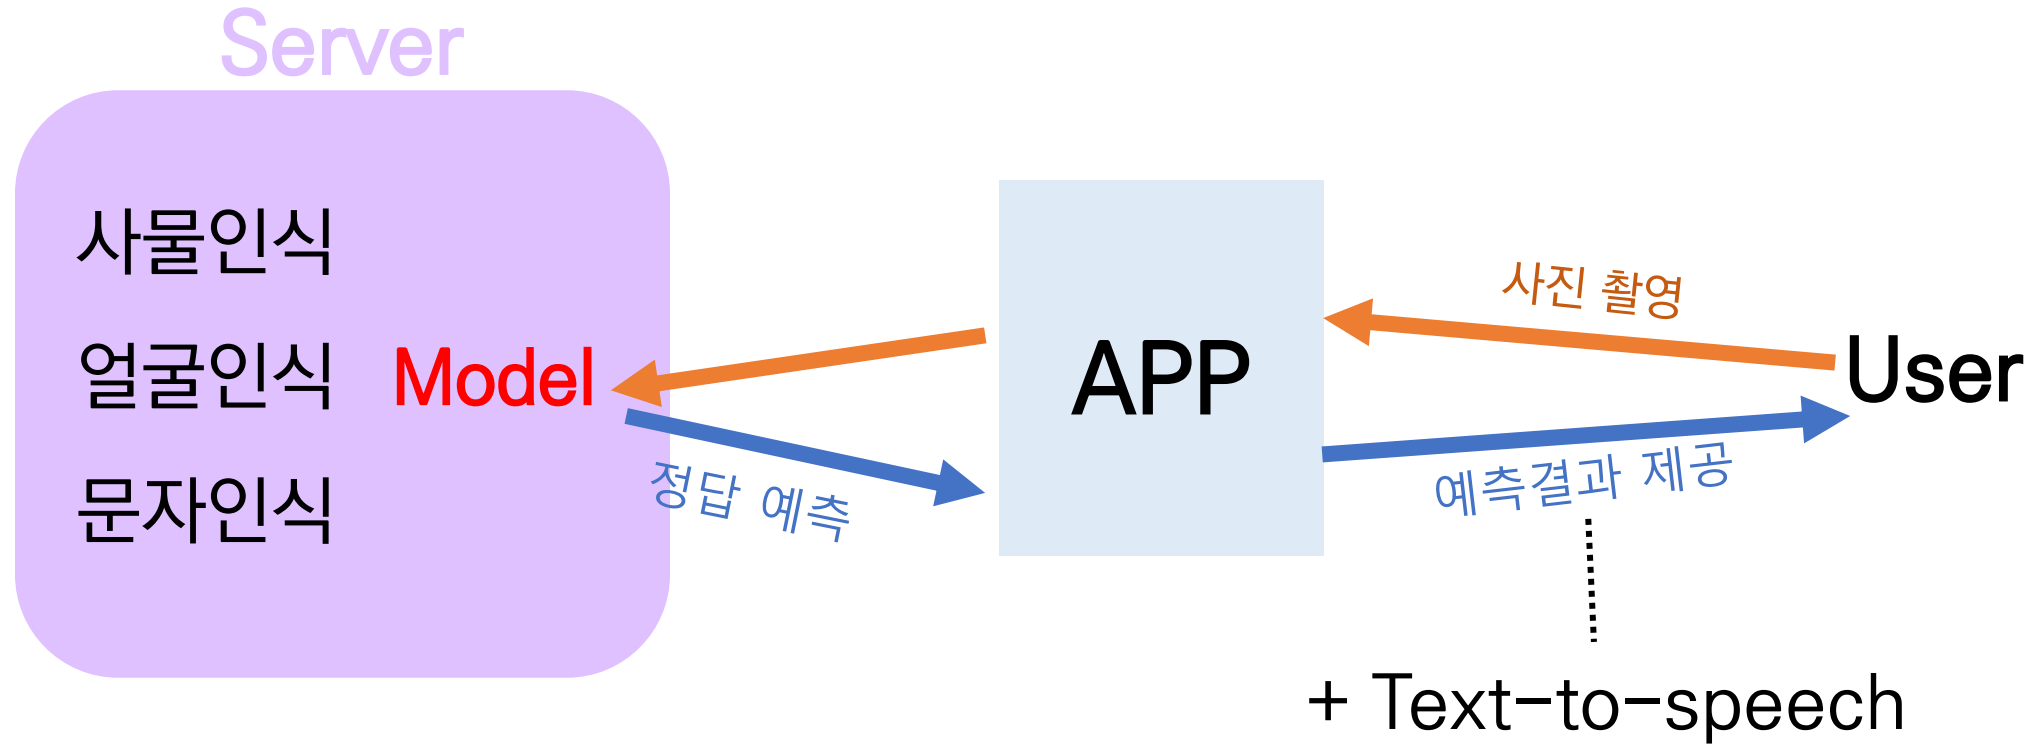 Server
사물인식
얼굴인식 Model
문자인식
정답 예측
APP
사진 촬영
User
예측결과 제공
+ Text-to-speech